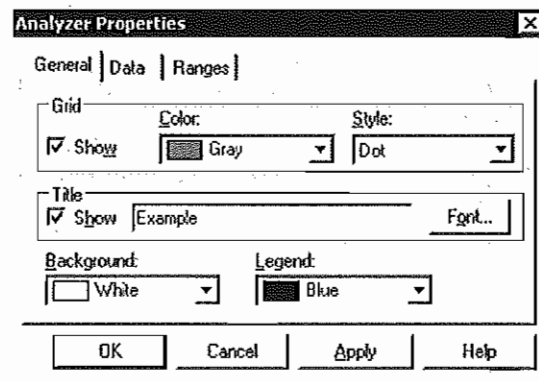 Analyzer Properties
General Data Ranges
Grid
Color: Style:
Show Gray Dot
Title
Show Example Font...
Background: Legend:
White Blue
OK Cancel Apply Help